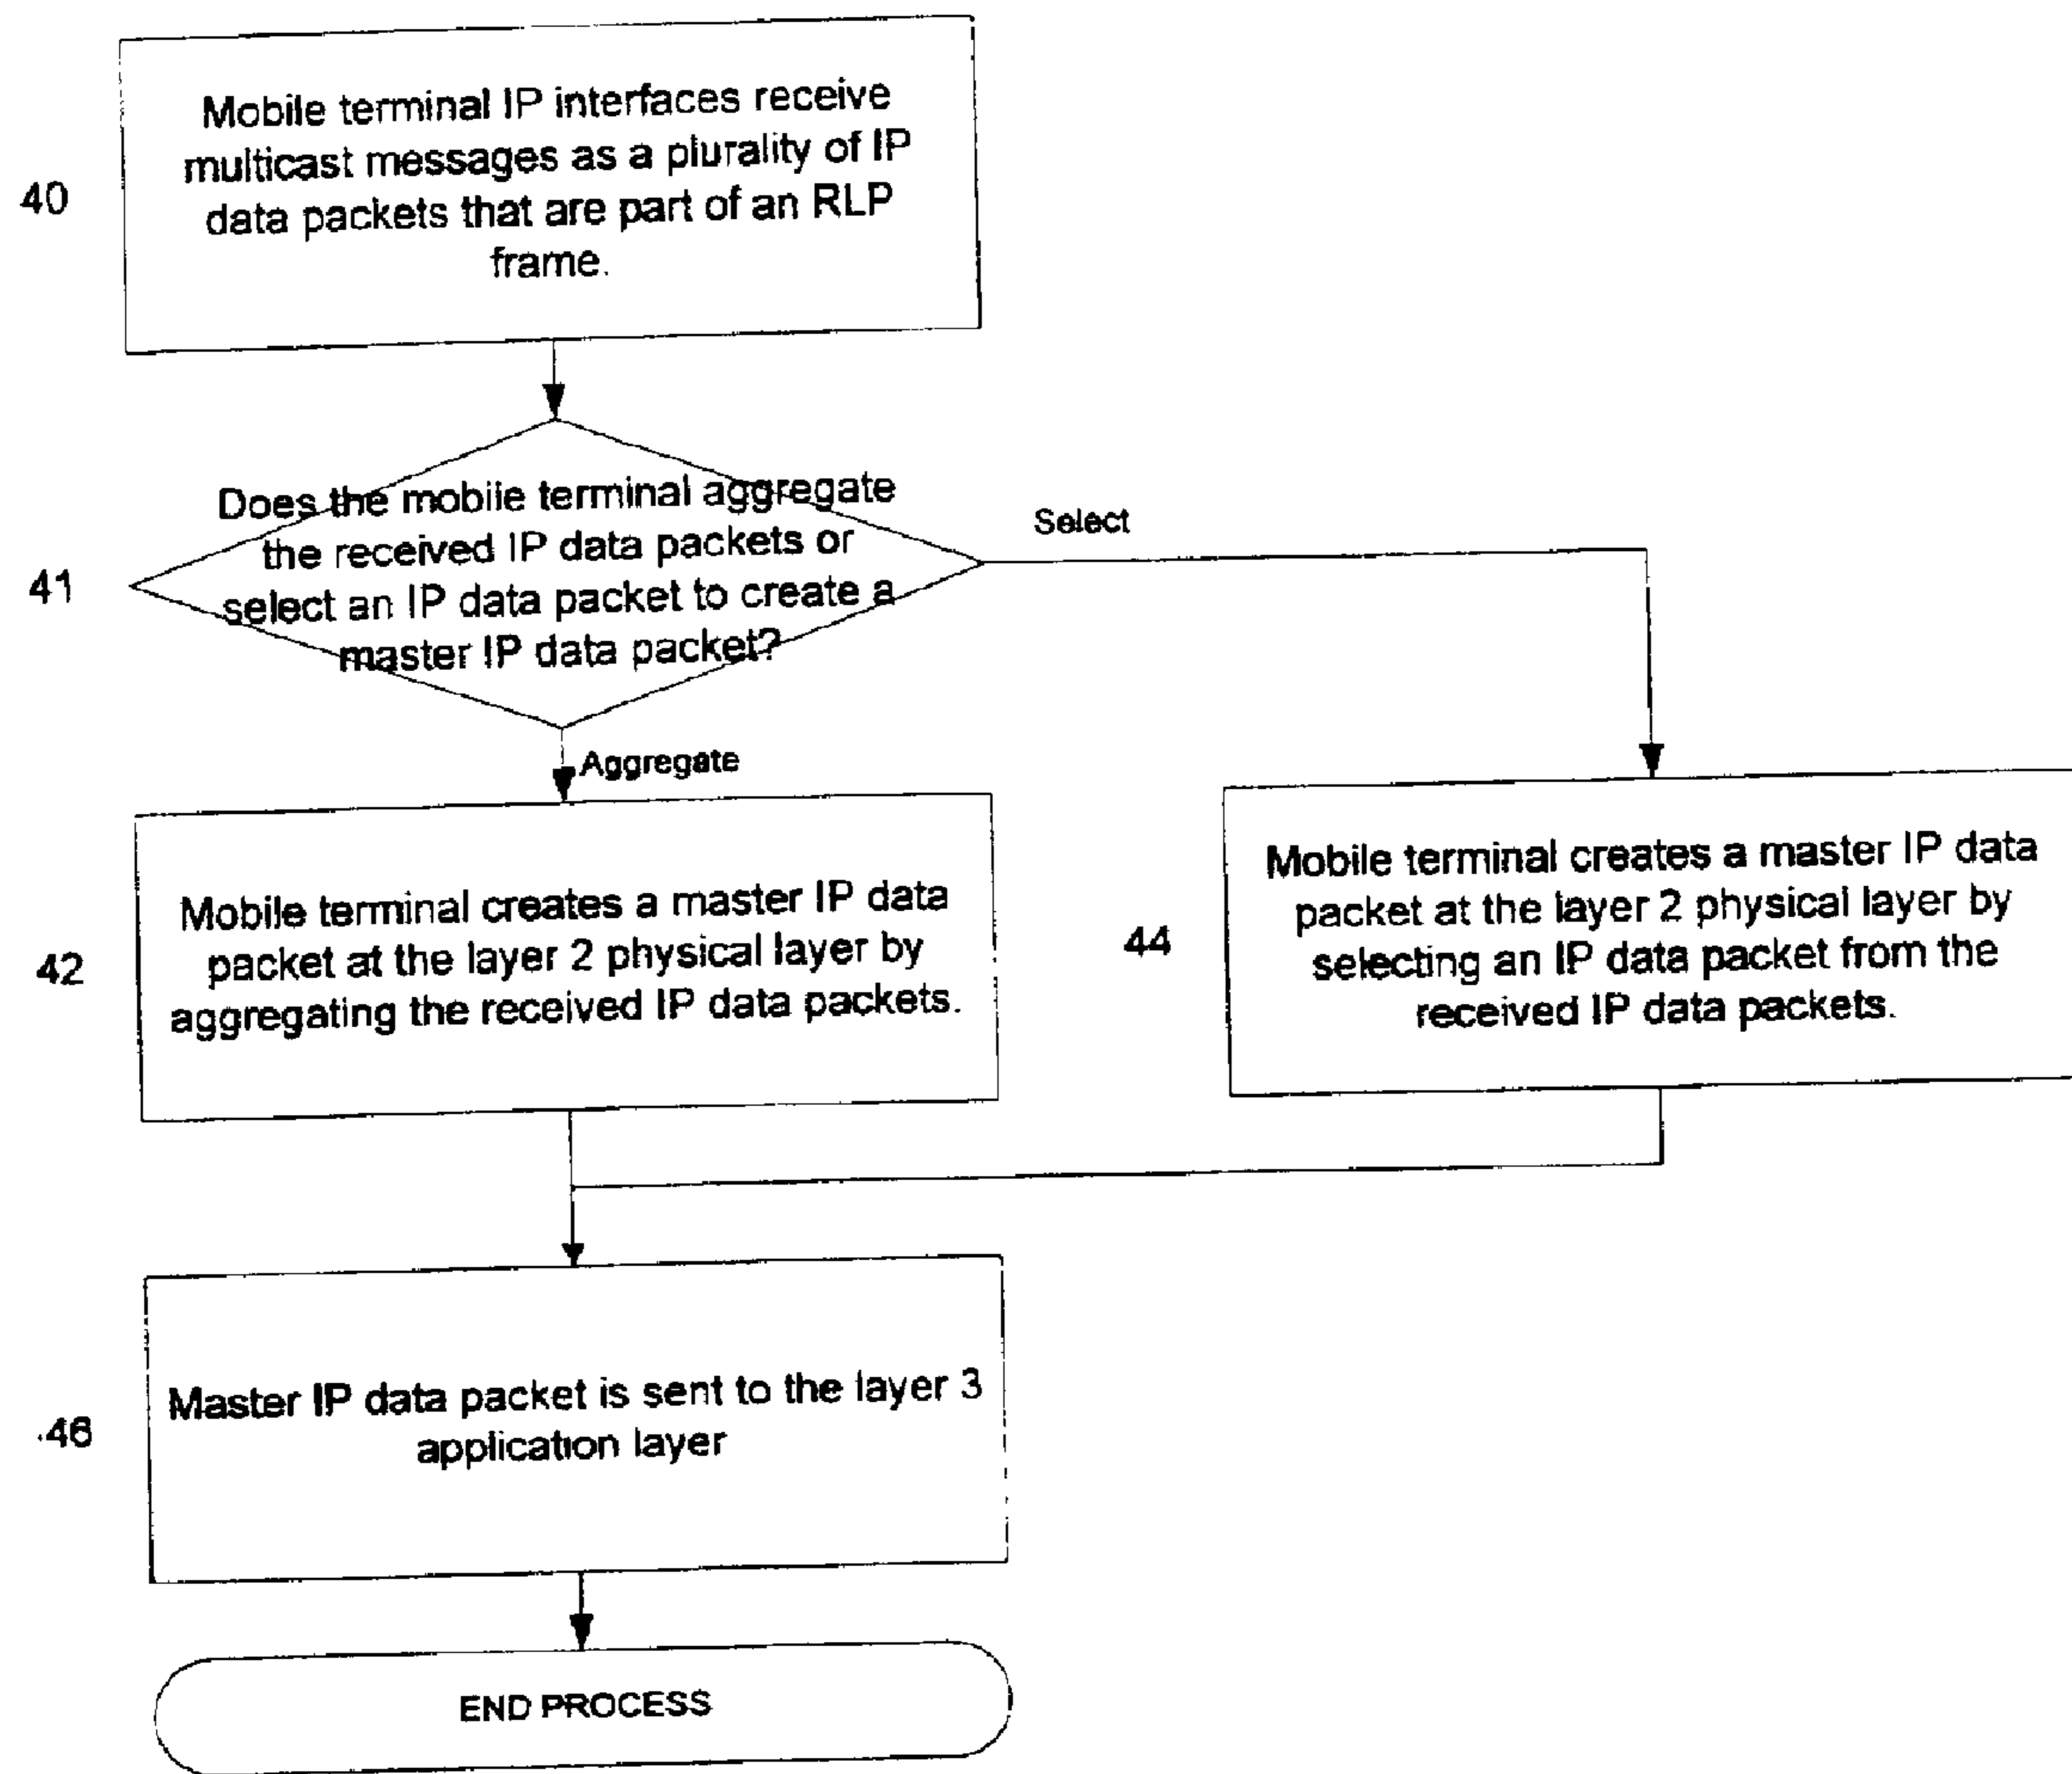 40
Mobile terminal IP interfaces receive
multicast messages as a plurality of IP
data packets that are part of an RLP
frame.
41
Does the mobile terminal aggregate
the received IP data packets or
select an IP data packet to create a
master IP data packet?
Select
Aggregate
42
Mobile terminal creates a master IP data
packet at the layer 2 physical layer by
aggregating the received IP data packets.
44
Mobile terminal creates a master IP data
packet at the layer 2 physical layer by
selecting an IP data packet from the
received IP data packets.
46
Master IP data packet is sent to the layer 3
application layer
END PROCESS